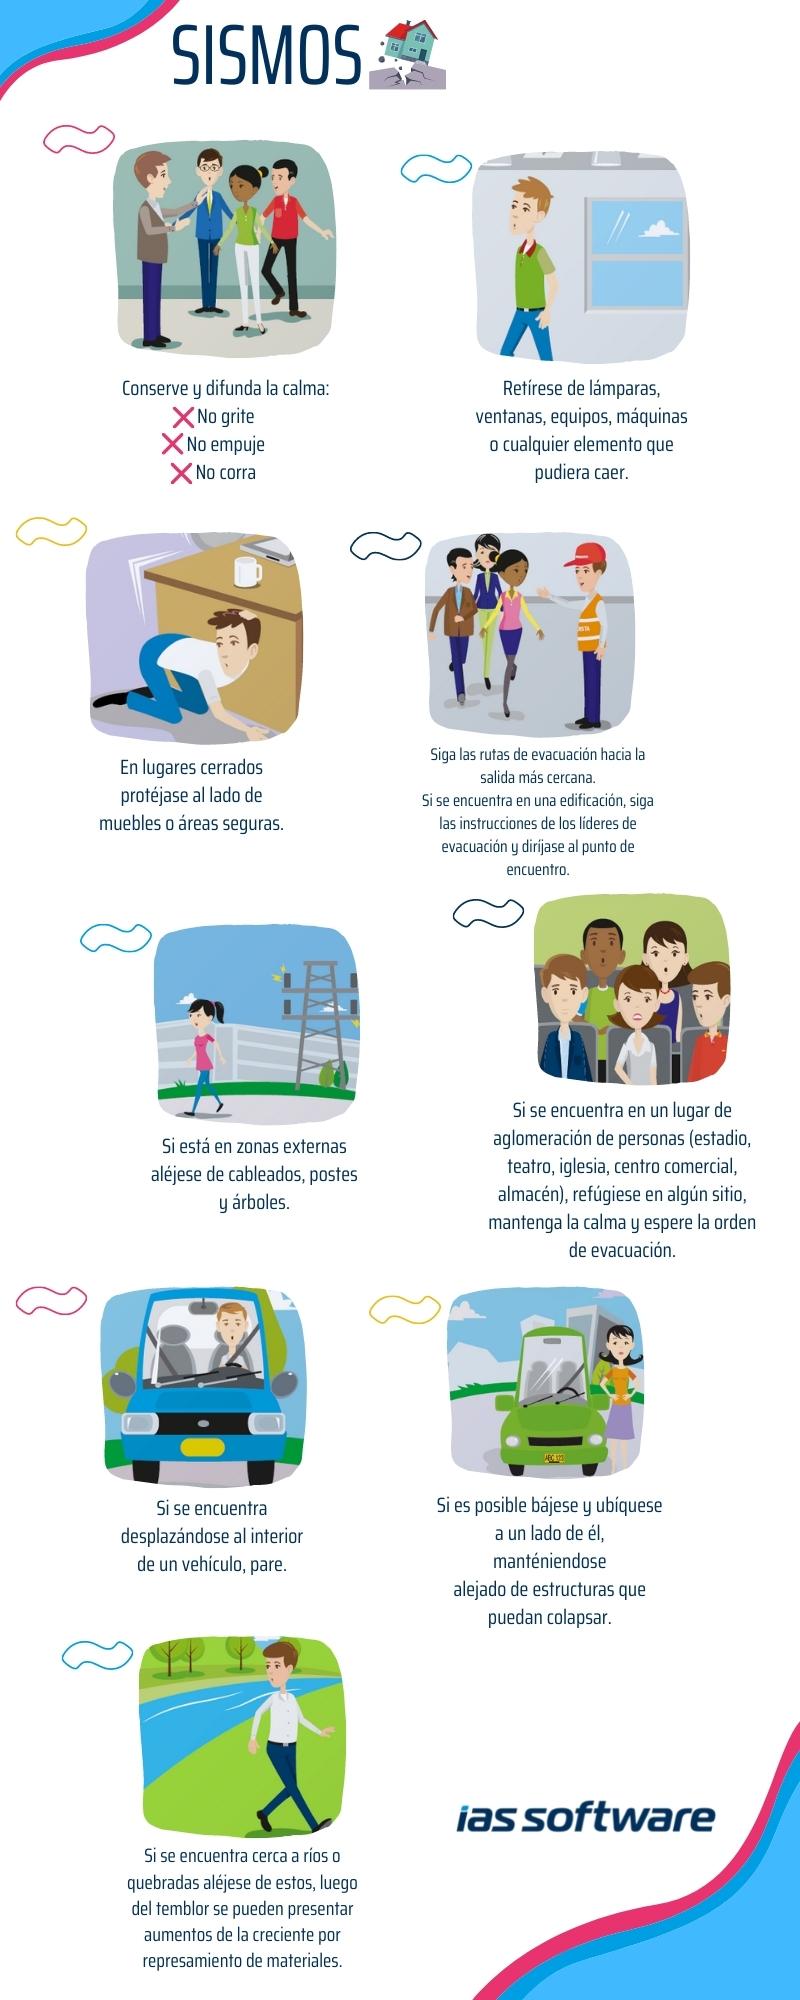 SISMOS
Conserve y difunda la calma:
No grite
No empuje
No corra
Retírese de lámparas,
ventanas, equipos, máquinas
o cualquier elemento que
pudiera caer.
En lugares cerrados
protéjase al lado de
muebles o áreas seguras.
Siga las rutas de evacuación hacia la
salida más cercana.
Si se encuentra en una edificación, siga
las instrucciones de los líderes de
evacuación y diríjase al punto de
encuentro.
Si está en zonas externas
aléjese de cableados, postes
y árboles.
Si se encuentra en un lugar de
aglomeración de personas (estadio,
teatro, iglesia, centro comercial,
almacén), refúgiese en algún sitio,
mantenga la calma y espere la orden
de evacuación.
Si se encuentra
desplazándose al interior
de un vehículo, pare.
ABC 123
Si es posible bájese y ubíquese
a un lado de él,
manténiendose
alejado de estructuras que
puedan colapsar.
Si se encuentra cerca a ríos o
quebradas aléjese de estos, luego
del temblor se pueden presentar
aumentos de la creciente por
represamiento de materiales.
ias software